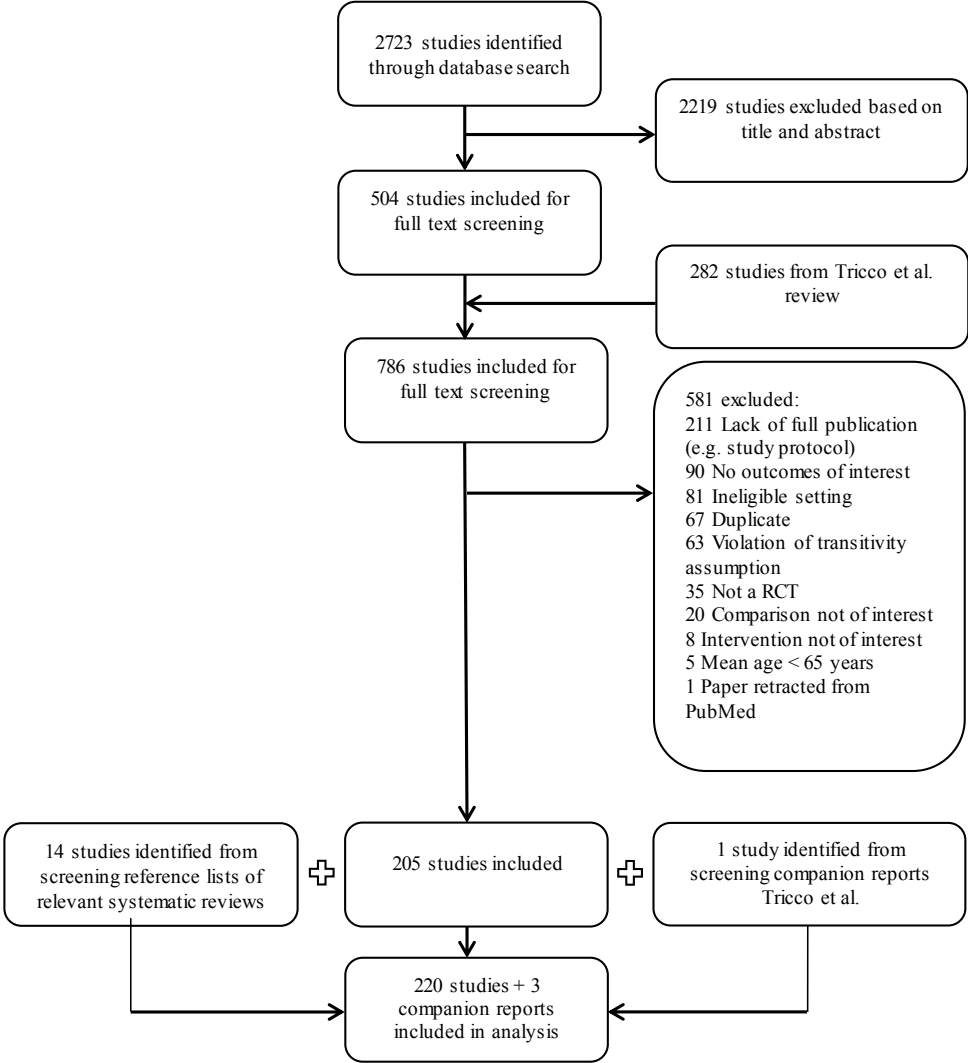 2723 studies identified
through database search
2219 studies excluded based on
title and abstract
504 studies included for
full text screening
282 studies from Tricco et al.
review
786 studies included for
full text screening
581 excluded:
211 Lack of full publication
(e.g. study protocol)
90 No outcomes of interest
81 Ineligible setting
67 Duplicate
63 Violation of transitivity
assumption
35 Not a RCT
20 Comparison not of interest
8 Intervention not of interest
5 Mean age < 65 years
1 Paper retracted from
PubMed
14 studies identified from
screening reference lists of
relevant systematic reviews
205 studies included
1 study identified from
screening companion reports
Tricco et al.
220 studies + 3
companion reports
included in analysis